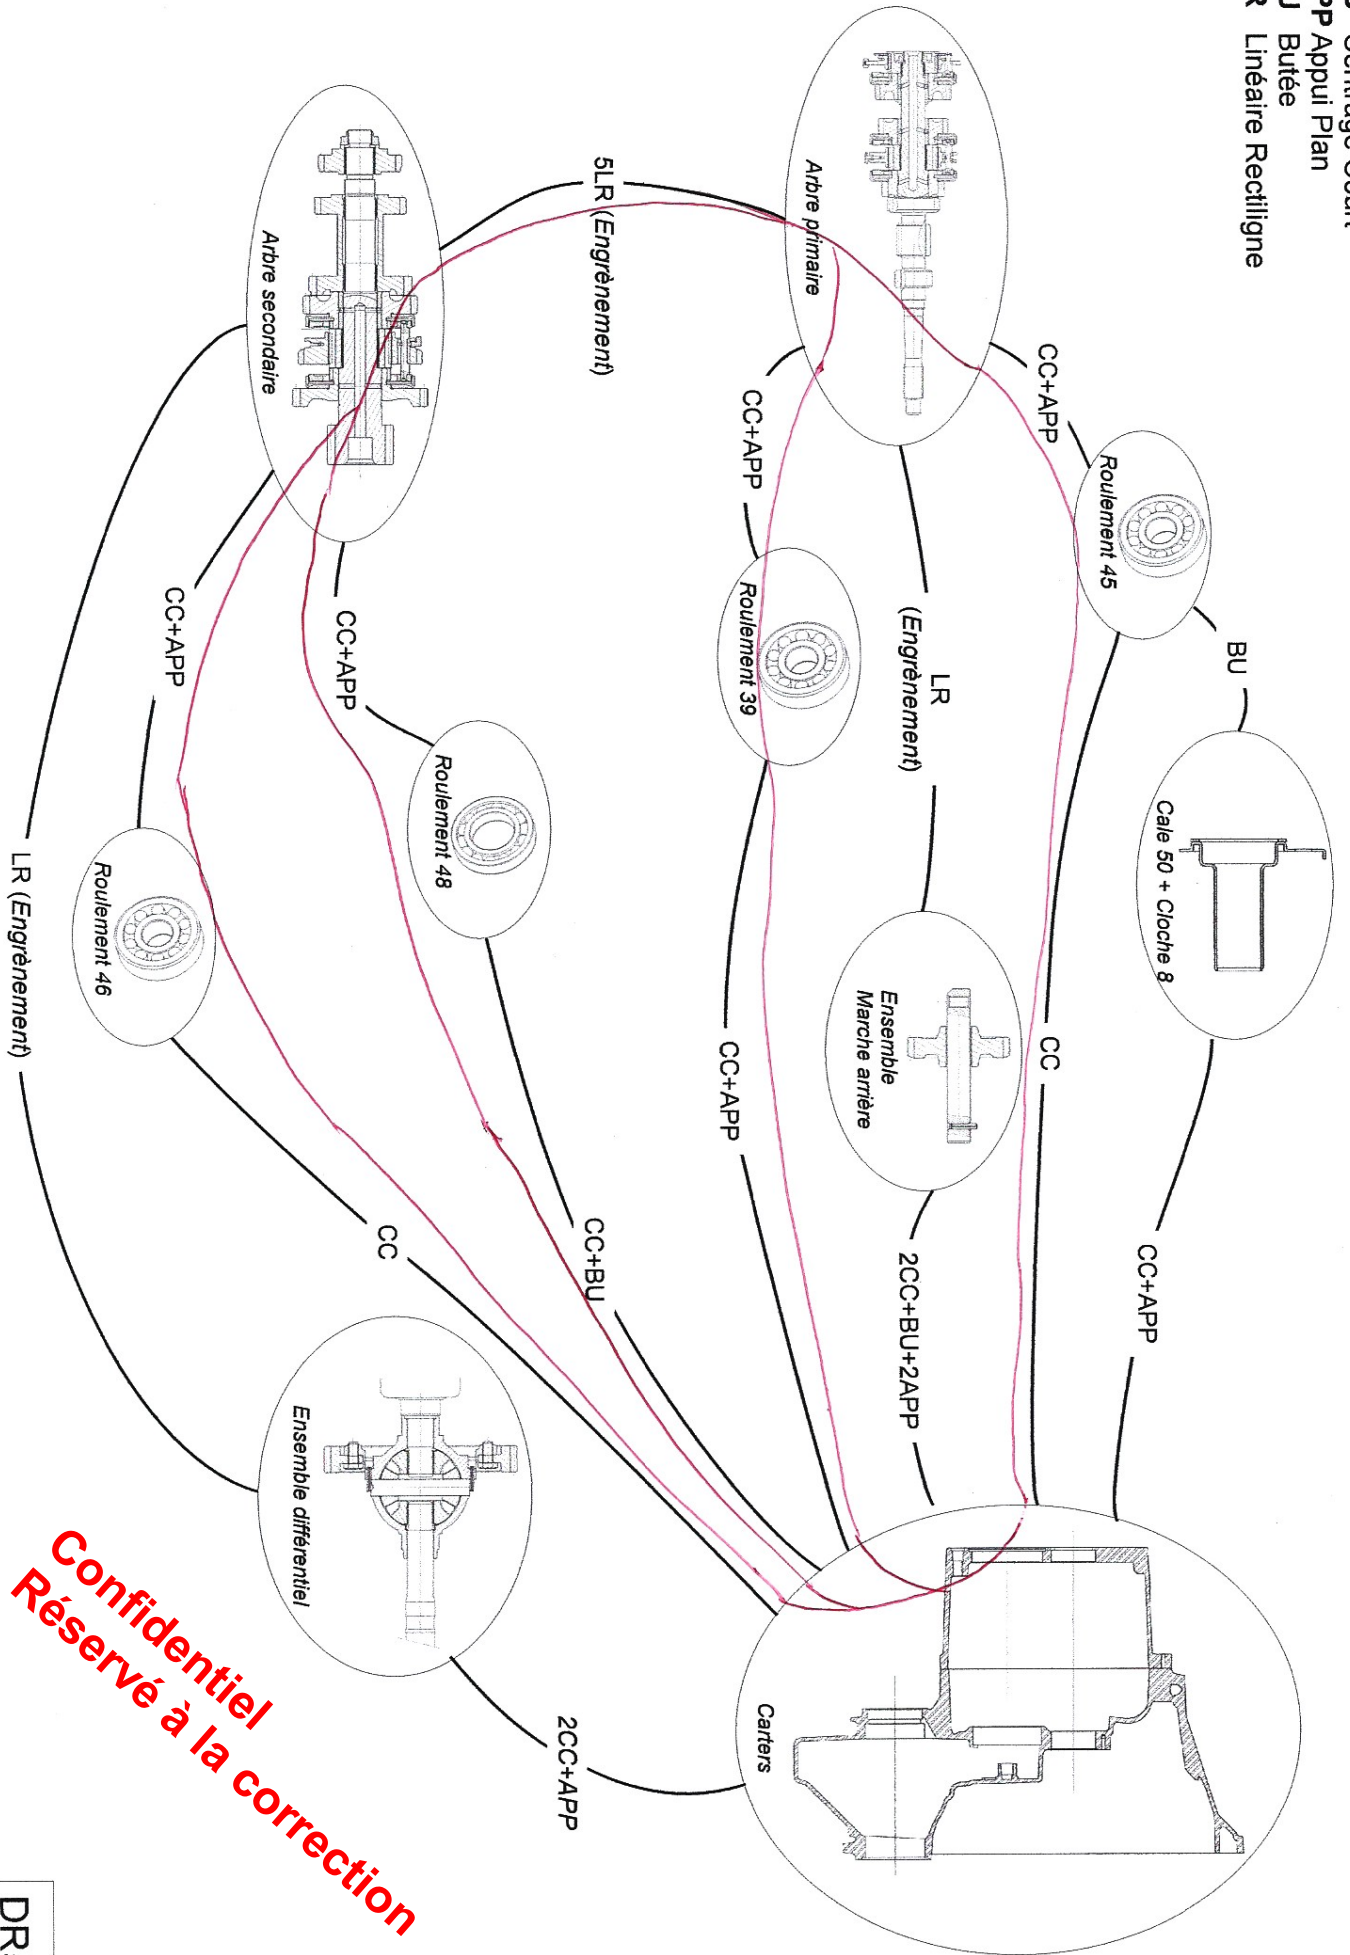 Centrage Court
PP Appui Plan
U Butée
R Linéaire Rectiligne
Arbre primaire
CC+APP
Roulement 45
BU
Cale 50 + Cloche 8
CC+APP
CC
5LR (Engrènement)
CC+APP
Roulement 39
CC+APP
LR
(Engrènement)
Ensemble
Marche arrière
2CC+BU+2APP
Arbre secondaire
CC+APP
Roulement 48
CC+BU
CC+APP
Roulement 46
CC
LR (Engrènement)
Ensemble différentiel
2CC+APP
Carters
Confidentiel
Réservé à la correction